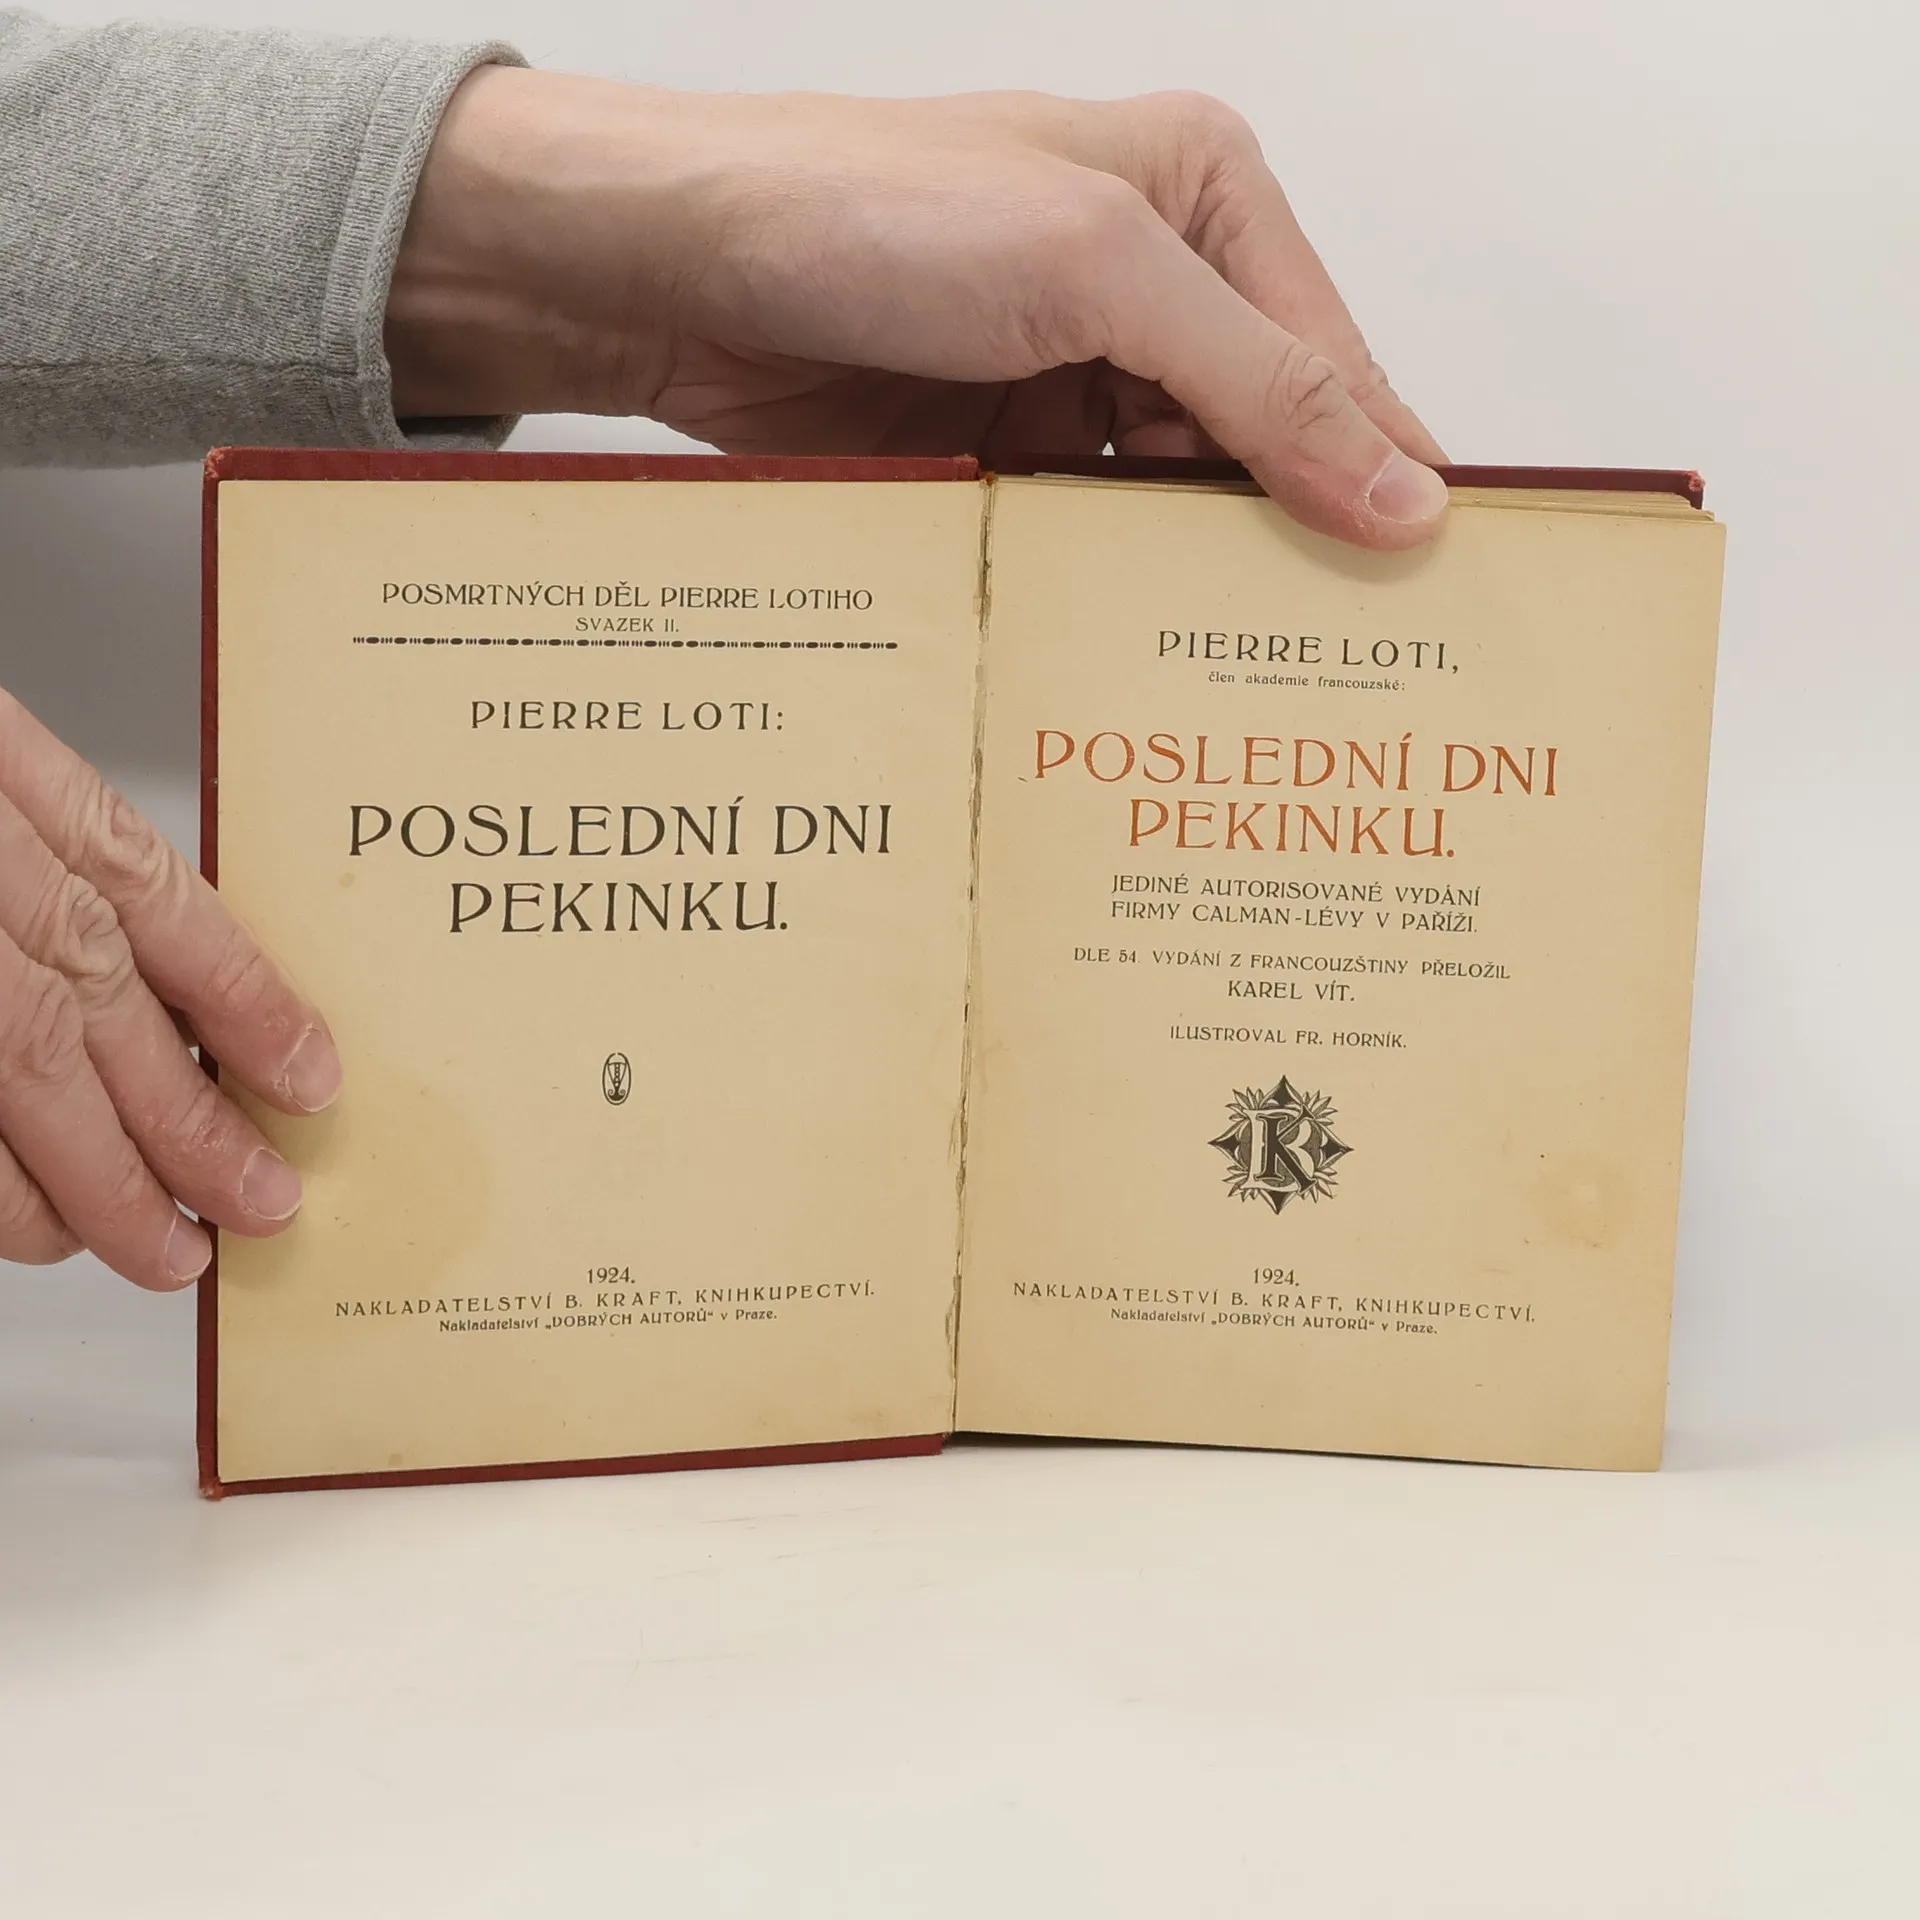 POSMRTNÝCH DĚL PIERRE LOTIHO
SVAZEK II.
PIERRE LOTI:
POSLEDNÍ DNI
PEKINKU.
1924.
NAKLADATELSTVÍ B. KRAFT, KNIHKUPECTVÍ.
Nakladatelství „DOBRÝCH AUTORŮ“ v Praze.
PIERRE LOTI,
člen akademie francouzské:
POSLEDNÍ DNI
PEKINKU.
JEDINÉ AUTORISOVANÉ VYDÁNÍ
FIRMY CALMAN-LÉVY V PAŘÍŽI.
DLE 54. VYDÁNÍ Z FRANCOUZŠTINY PŘELOŽIL
KAREL VÍT.
ILUSTROVAL FR. HORNÍK.
BK
1924.
NAKLADATELSTVÍ B. KRAFT, KNIHKUPECTVÍ.
Nakladatelství „DOBRÝCH AUTORŮ“ v Praze.